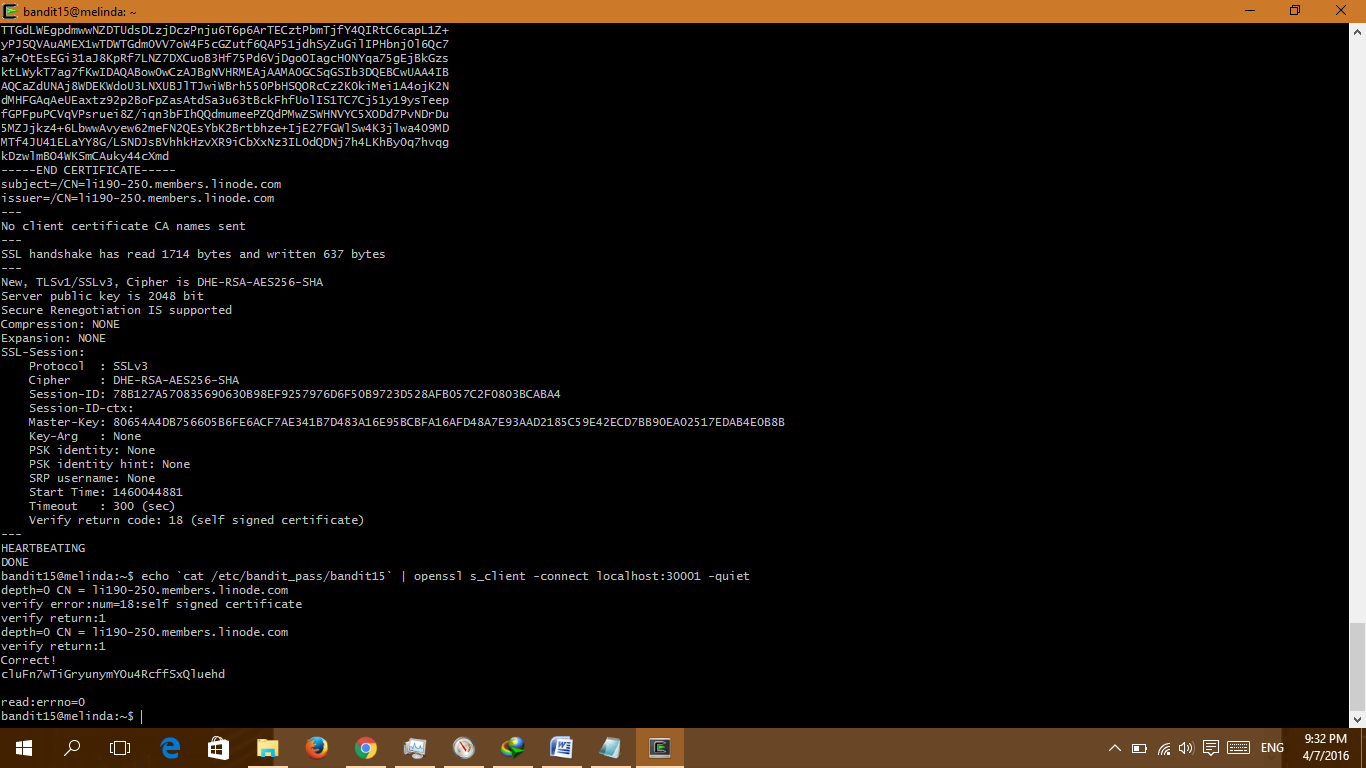 bandit15@melinda: ~
TTGdLWEgpdmwwNZDTUdsDLzjDczPnju6T6p6ArTECztPbmTjfY4QIRtC6capL1Z+
yPJSQVAuAMEX1wTDWTGdmOVV7oW4F5cGZutf6QAP51jdhSyZuGilIPHbnjOl6Qc7
a7+OtEsEGi31aJ8KpRf7LNZ7DXCuoB3Hf75Pd6VjDgoOIagcHONYqa75gEjBkGzs
ktLWykT7ag7fKwIDAQABowOwCzAJBgNVHRMEAjAAMAOGCSqGSIb3DQEBCwUAA4IB
AQCaZdUNAj8WDEKWdoU3LNXUBJlTJwiWBrh550PbHSQORcCz2KOkiMei1A4ojK2N
dMHFGAqAeUEaxtz92p2BoFpZasAtdSa3u63tBckFhfUolIS1TC7Cj51y19ysTeep
fGPFpuPCVqVPsruei8Z/iqn3bFIhQQdmumeePZQdPMwZSWHNVYC5XODd7PvNDrDu
5MZJjkz4+6LbwwAvyew62meFN2QEsYbK2Brtbhze+IjE27FGWlSw4K3jlwa4O9MD
MTf4JU41ELaYY8G/LSNDJsBVhhkHzvXR9iCbXxNz3ILOdQDNj7h4LKhByOq7hvqg
kDzwlmBO4WKSmCAuky44cXmd
-----END CERTIFICATE-----
subject=/CN=li190-250.members.linode.com
issuer=/CN=li190-250.members.linode.com
---
No client certificate CA names sent
---
SSL handshake has read 1714 bytes and written 637 bytes
---
New, TLSv1/SSLv3, Cipher is DHE-RSA-AES256-SHA
Server public key is 2048 bit
Secure Renegotiation IS supported
Compression: NONE
Expansion: NONE
SSL-Session:
Protocol : SSLv3
Cipher : DHE-RSA-AES256-SHA
Session-ID: 78B127A570835690630B98EF9257976D6F50B9723D528AFB057C2F0803BCABA4
Session-ID-ctx:
Master-Key: 80654A4DB756605B6FE6ACF7AE341B7D483A16E95BCBFA16AFD48A7E93AAD2185C59E42ECD7BB90EA02517EDAB4E0B8B
Key-Arg : None
PSK identity: None
PSK identity hint: None
SRP username: None
Start Time: 1460044881
Timeout : 300 (sec)
Verify return code: 18 (self signed certificate)
---
HEARTBEATING
DONE
bandit15@melinda:~$ echo `cat /etc/bandit_pass/bandit15` | openssl s_client -connect localhost:30001 -quiet
depth=0 CN = li190-250.members.linode.com
verify error:num=18:self signed certificate
verify return:1
depth=0 CN = li190-250.members.linode.com
verify return:1
Correct!
cluFn7wTiGryunymYOu4RcffSxQluehd
read:errno=0
bandit15@melinda:~$
ENG
9:32 PM
4/7/2016